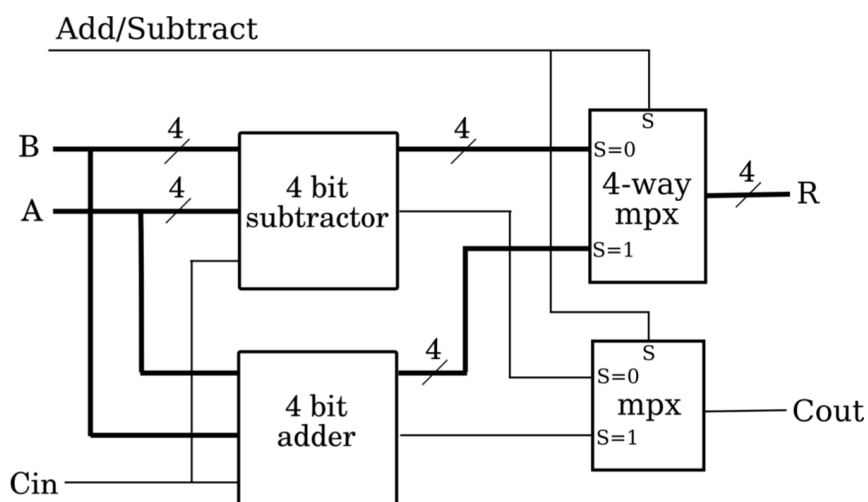 Add/Subtract
B
4
4
A
4 bit
subtractor
4
S
S=0
4-way
mpx
S=1
4
R
4
4 bit
adder
S
S=0
mpx
S=1
Cout
Cin